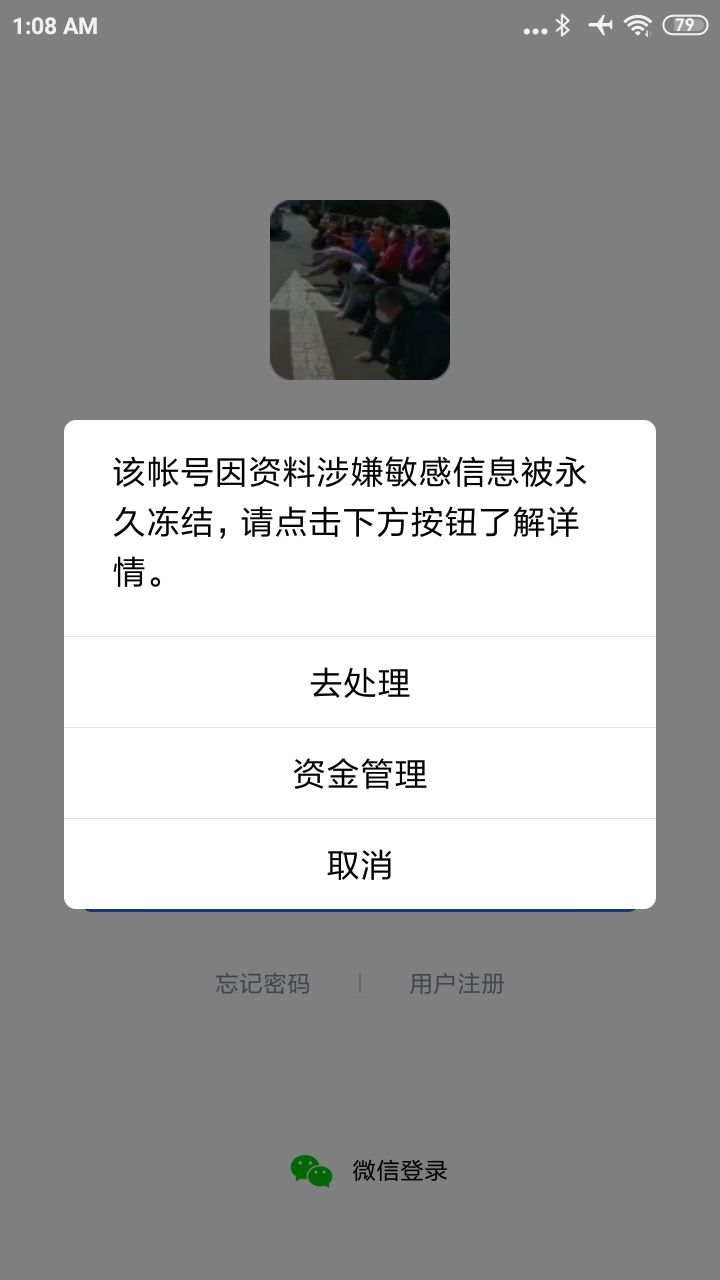 1:08 AM
79
该帐号因资料涉嫌敏感信息被永
久冻结，请点击下方按钮了解详
情。
去处理
资金管理
取消
忘记密码 | 用户注册
微信登录